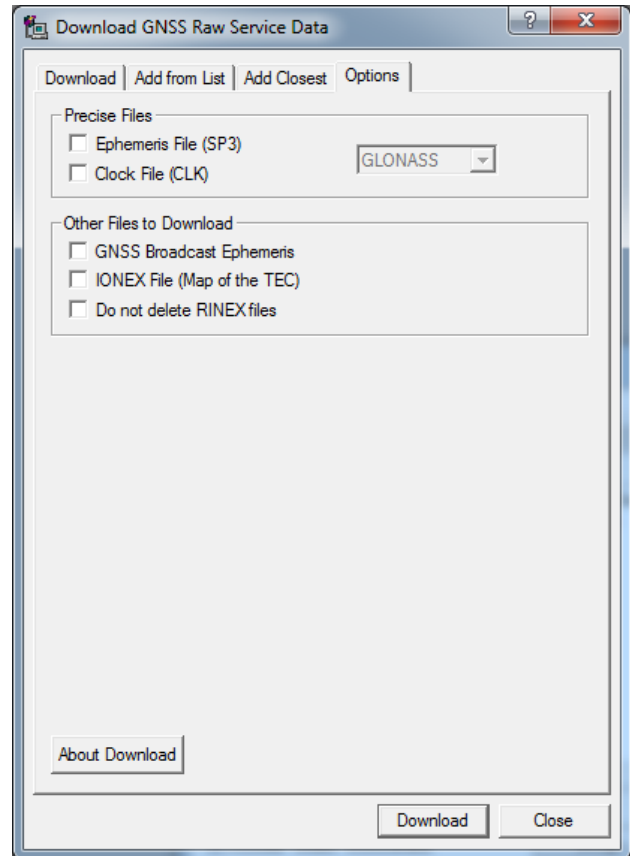 Download GNSS Raw Service Data
?
Download
Add from List
Add Closest
Options
Precise Files
Ephemeris File (SP3)
Clock File (CLK)
GLONASS
Other Files to Download
GNSS Broadcast Ephemeris
IONEX File (Map of the TEC)
Do not delete RINEX files
About Download
Download
Close